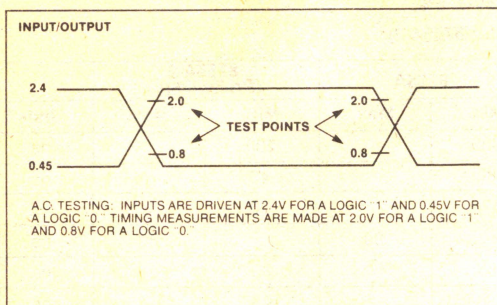 INPUT/OUTPUT
2.4
2.0
2.0
TEST POINTS
0.8
0.8
0.45
A.C. TESTING: INPUTS ARE DRIVEN AT 2.4V FOR A LOGIC "1" AND 0.45V FOR
A LOGIC "0." TIMING MEASUREMENTS ARE MADE AT 2.0V FOR A LOGIC "1"
AND 0.8V FOR A LOGIC "0."